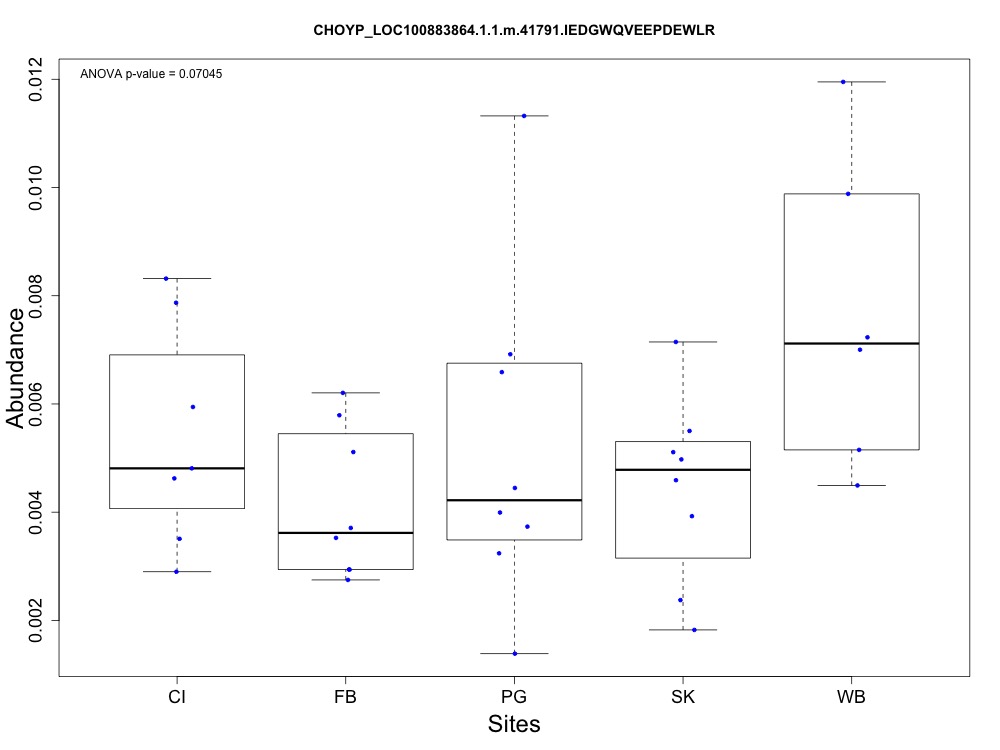 CHOYP_LOC100883864.1.1.m.41791.IEDGWQVEEPDEWLR
ANOVA p-value = 0.07045
0.012
0.010
0.008
0.006
0.004
0.002
Abundance
CI FB PG SK WB
Sites